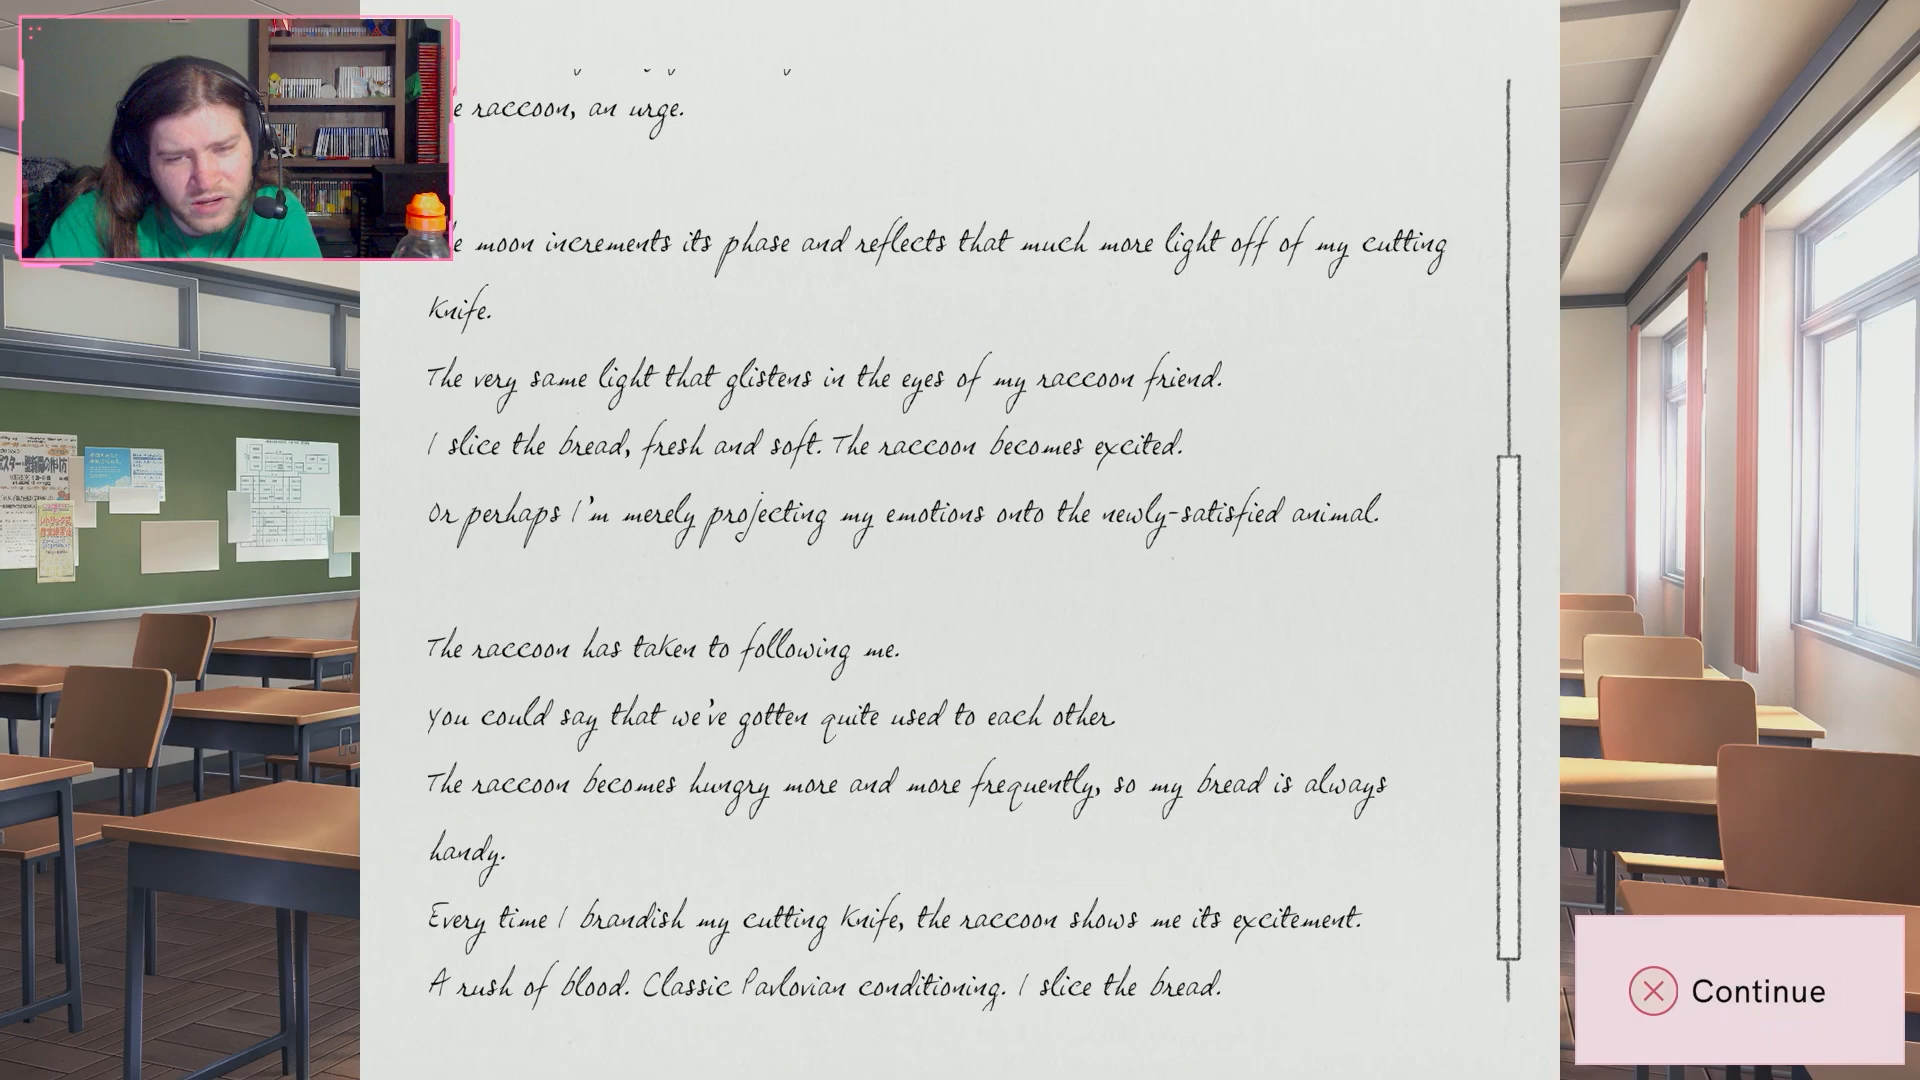 e raccoon, an urge.
e moon increments its phase and reflects that much more light off of my cutting
knife.
The very same light that glistens in the eyes of my raccoon friend.
I slice the bread, fresh and soft. The raccoon becomes excited.
Or perhaps I'm merely projecting my emotions onto the newly-satisfied animal.
The raccoon has taken to following me.
You could say that we've gotten quite used to each other.
The raccoon becomes hungry more and more frequently, so my bread is always
handy.
Every time I brandish my cutting knife, the raccoon shows me its excitement.
A rush of blood. Classic Pavlovian conditioning. I slice the bread.
Continue